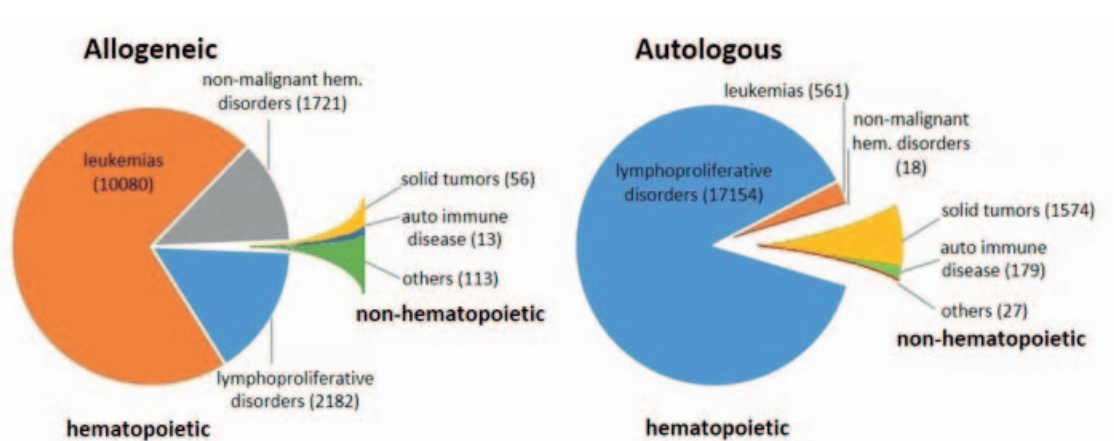 Allogeneic
non-malignant hem.
disorders (1721)
leukemias
(10080)
solid tumors (56)
auto immune
disease (13)
others (113)
non-hematopoietic
lymphoproliferative
disorders (2182)
hematopoietic
Autologous
leukemias (561)
non-malignant
hem. disorders
(18)
lymphoproliferative
disorders (17154)
solid tumors (1574)
auto immune
disease (179)
others (27)
non-hematopoietic
hematopoietic